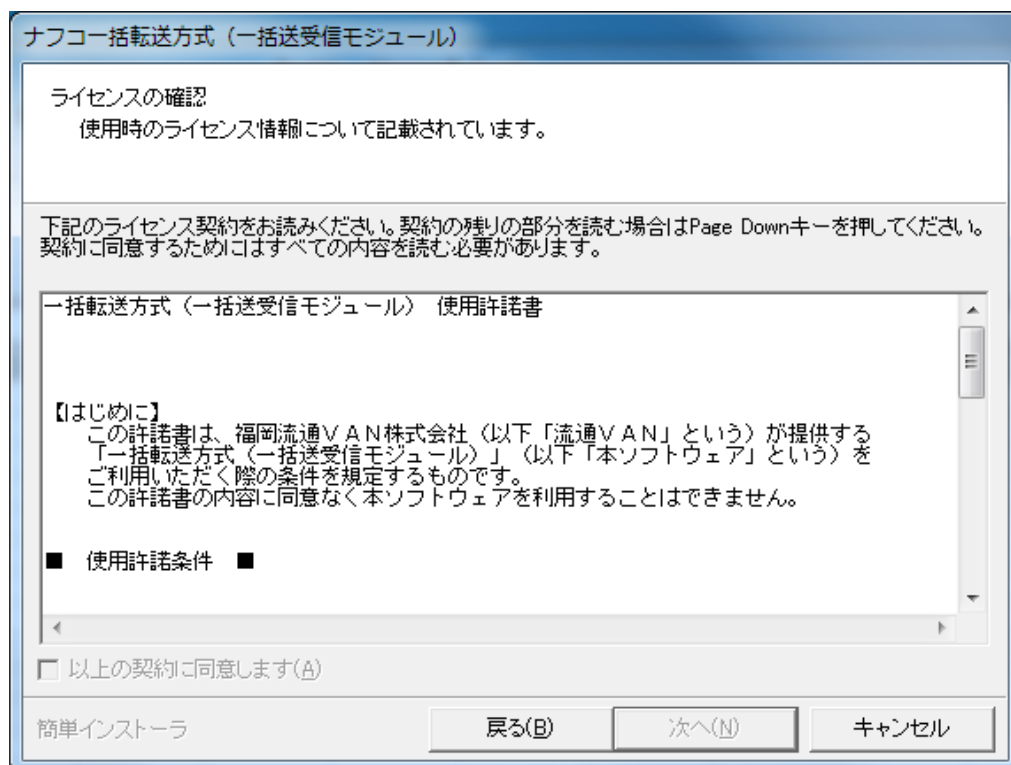 ナフコ一括転送方式（一括送受信モジュール）
ライセンスの確認
使用時のライセンス情報について記載されています。
下記のライセンス契約をお読みください。契約の残りの部分を読む場合はPage Downキーを押してください。
契約に同意するためにはすべての内容を読む必要があります。
一括転送方式（一括送受信モジュール） 使用許諾書
【はじめに】
この許諾書は、福岡流通ＶＡＮ株式会社（以下「流通ＶＡＮ」という）が提供する
「一括転送方式（一括送受信モジュール）」（以下「本ソフトウェア」という）を
ご利用いただく際の条件を規定するものです。
この許諾書の内容に同意なく本ソフトウェアを利用することはできません。
■ 使用許諾条件 ■
以上の契約に同意します(A)
簡単インストーラ
戻る(B)
次へ(N)
キャンセル